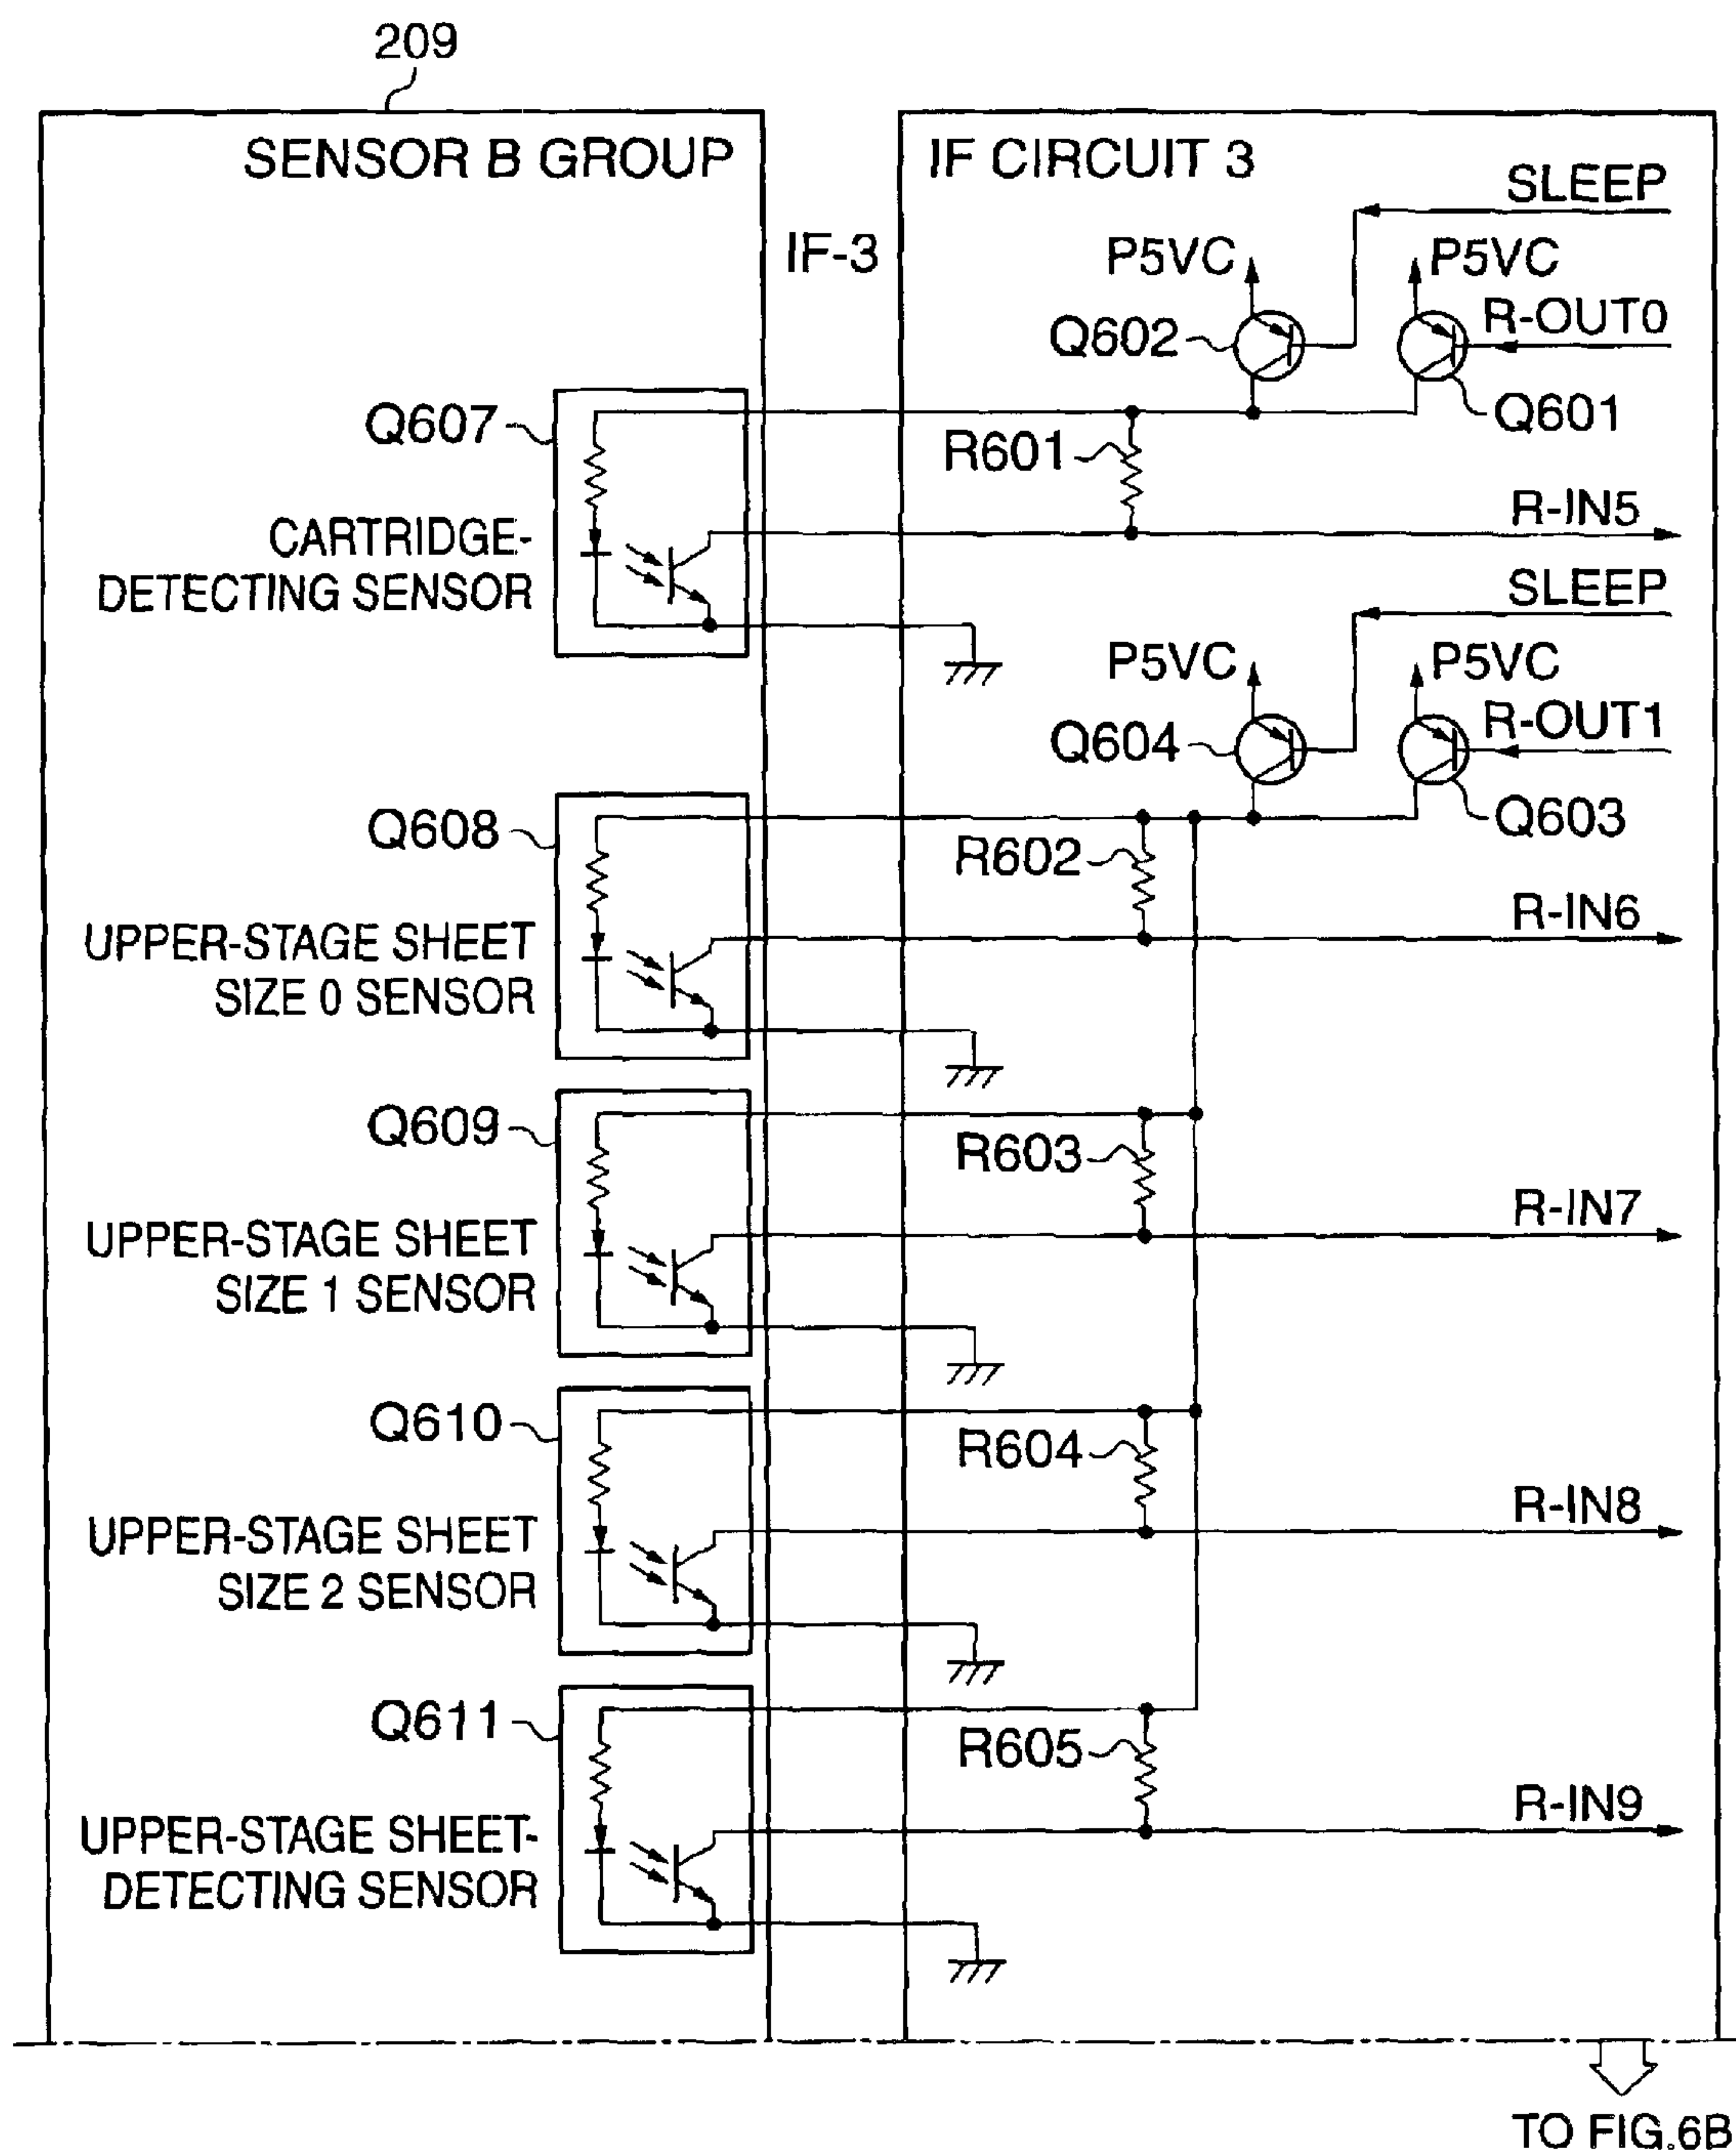 209
SENSOR B GROUP
IF CIRCUIT 3
SLEEP
IF-3
P5VC
P5VC
R-OUT0
Q602
Q601
Q607
R601
R-IN5
CARTRIDGE-
DETECTING SENSOR
SLEEP
P5VC
P5VC
R-OUT1
Q604
Q603
Q608
R602
R-IN6
UPPER-STAGE SHEET
SIZE 0 SENSOR
Q609
R603
R-IN7
UPPER-STAGE SHEET
SIZE 1 SENSOR
Q610
R604
R-IN8
UPPER-STAGE SHEET
SIZE 2 SENSOR
Q611
R605
R-IN9
UPPER-STAGE SHEET-
DETECTING SENSOR
TO FIG.6B